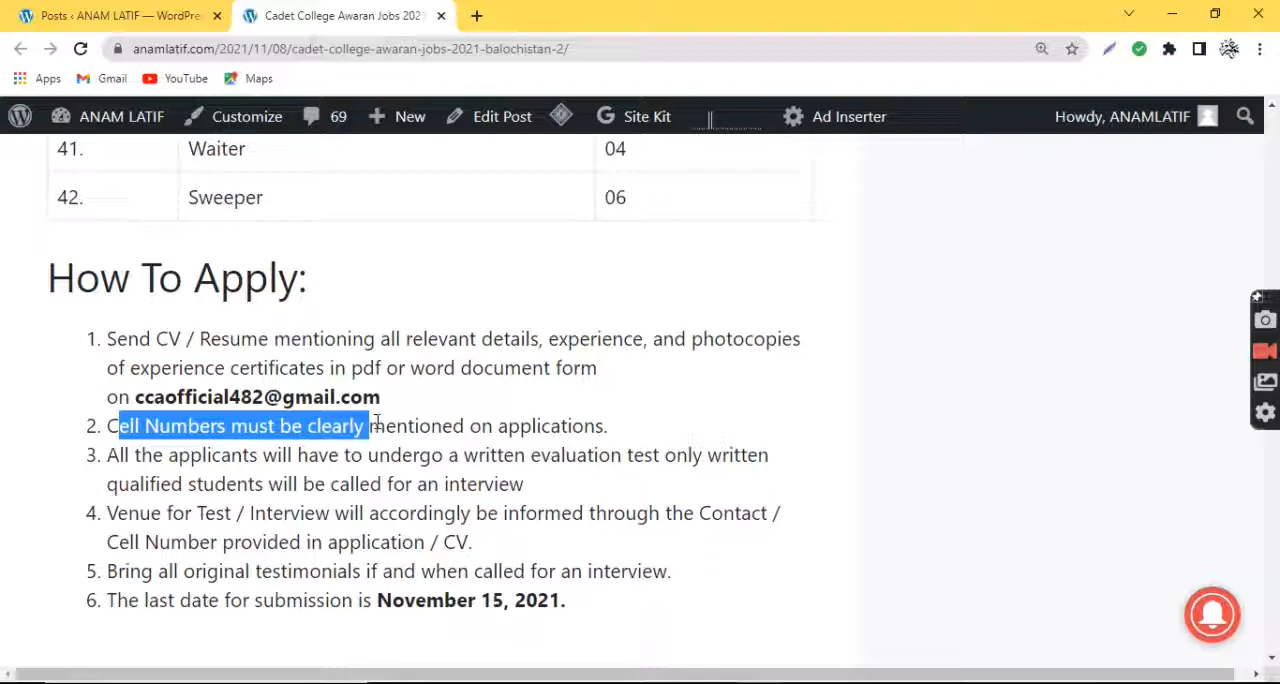 Posts ‹ ANAM LATIF — WordPre
Cadet College Awaran Jobs 202
anamlatif.com/2021/11/08/cadet-college-awaran-jobs-2021-balochistan-2/
Apps Gmail YouTube Maps
ANAM LATIF Customize 69 New Edit Post Site Kit Ad Inserter Howdy, ANAMLATIF
41. Waiter 04
42. Sweeper 06
How To Apply:
1. Send CV / Resume mentioning all relevant details, experience, and photocopies
of experience certificates in pdf or word document form
on ccaofficial482@gmail.com
2. Cell Numbers must be clearly mentioned on applications.
3. All the applicants will have to undergo a written evaluation test only written
qualified students will be called for an interview
4. Venue for Test / Interview will accordingly be informed through the Contact /
Cell Number provided in application / CV.
5. Bring all original testimonials if and when called for an interview.
6. The last date for submission is November 15, 2021.